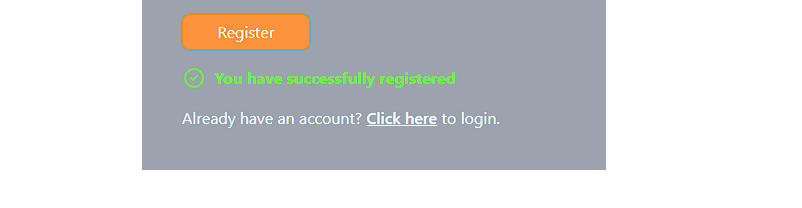 Register
You have successfully registered
Already have an account? Click here to login.